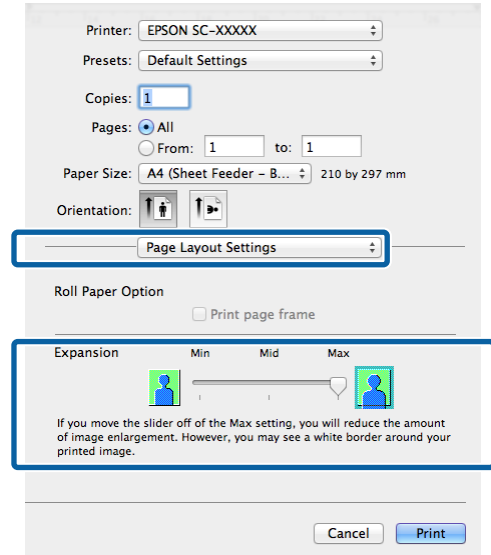 Printer: EPSON SC-XXXXX
Presets: Default Settings
Copies: 1
Pages: All
From: 1 to: 1
Paper Size: A4 (Sheet Feeder – B... 210 by 297 mm
Orientation:
Page Layout Settings
Roll Paper Option
Print page frame
Expansion Min Mid Max
If you move the slider off of the Max setting, you will reduce the amount
of image enlargement. However, you may see a white border around your
printed image.
Cancel Print